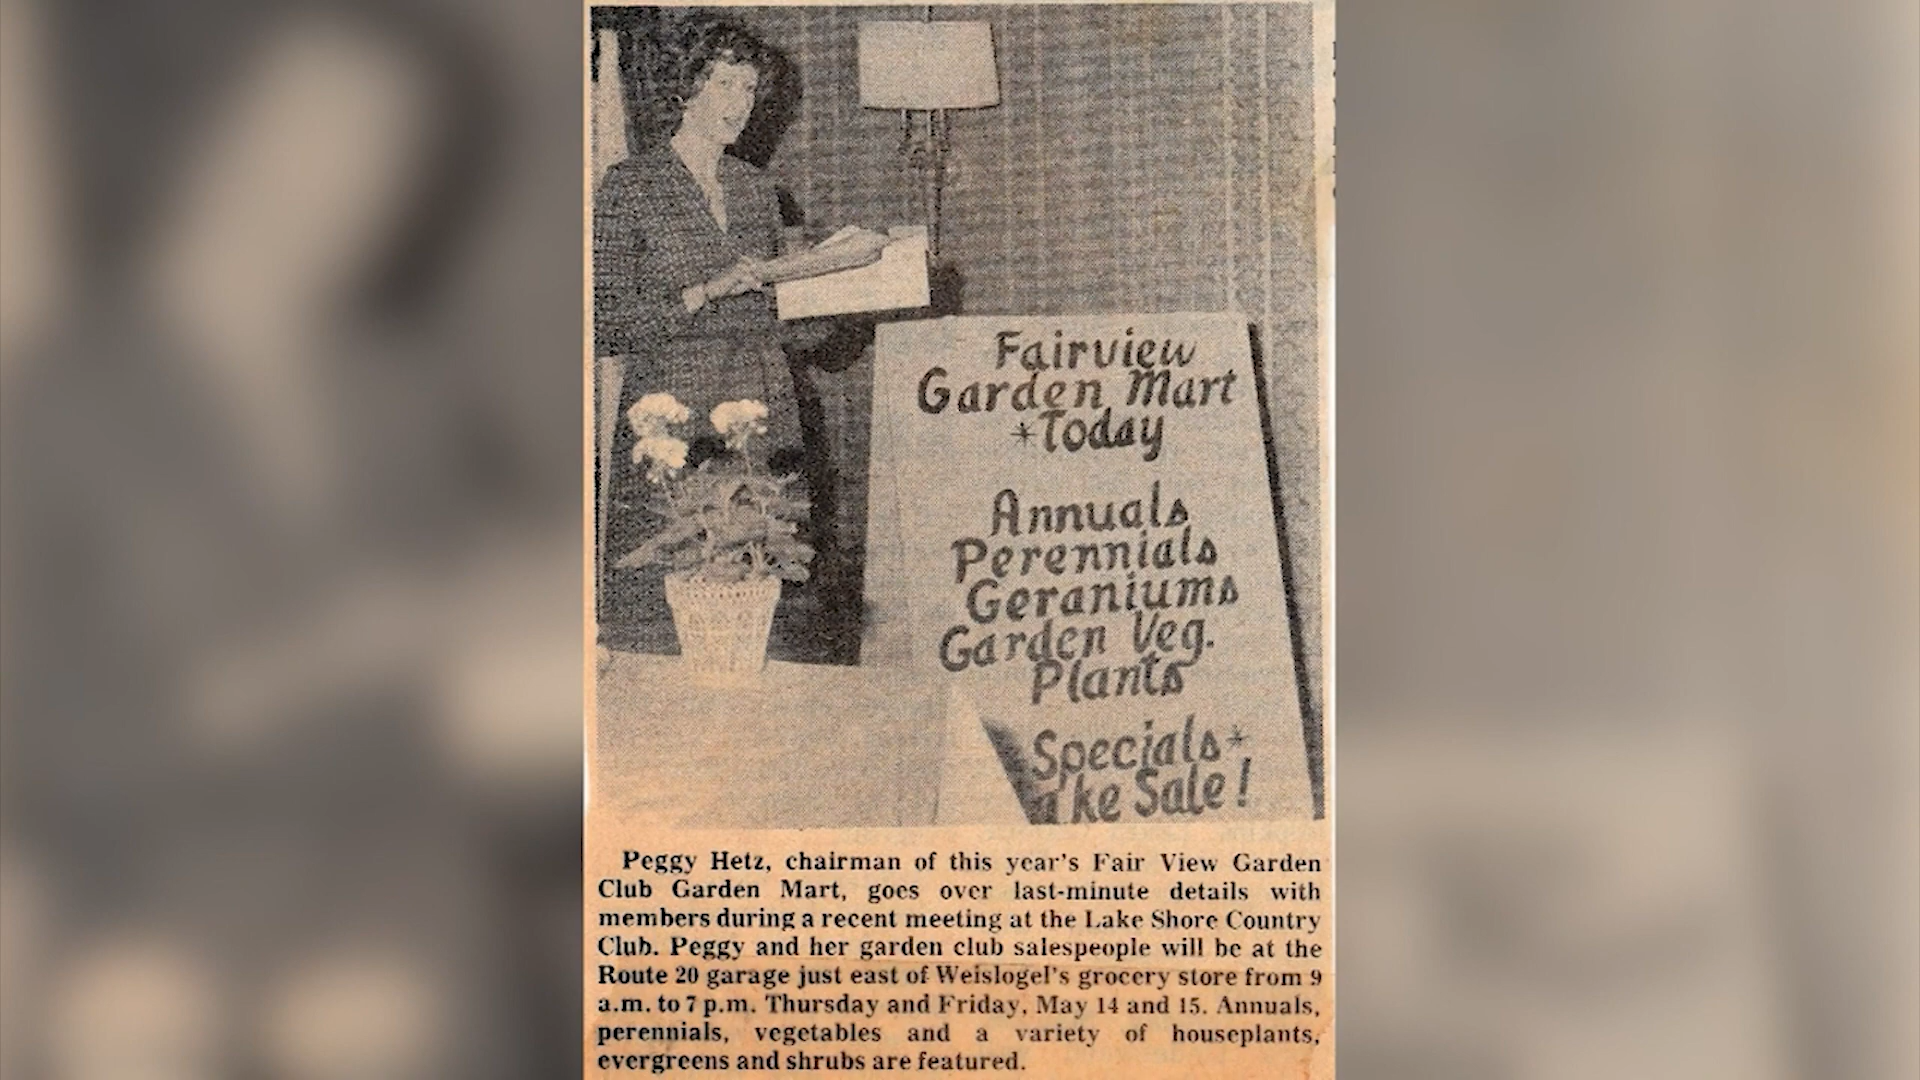 Fairview
Garden Mart
*Today
Annuals
Perennials
Geraniums
Garden Veg.
Plants
Specials*
ke Sale!
Peggy Hetz, chairman of this year's Fair View Garden
Club Garden Mart, goes over last-minute details with
members during a recent meeting at the Lake Shore Country
Club. Peggy and her garden club salespeople will be at the
Route 20 garage just east of Weislogel's grocery store from 9
a.m. to 7 p.m. Thursday and Friday, May 14 and 15. Annuals,
perennials, vegetables and a variety of houseplants,
evergreens and shrubs are featured.